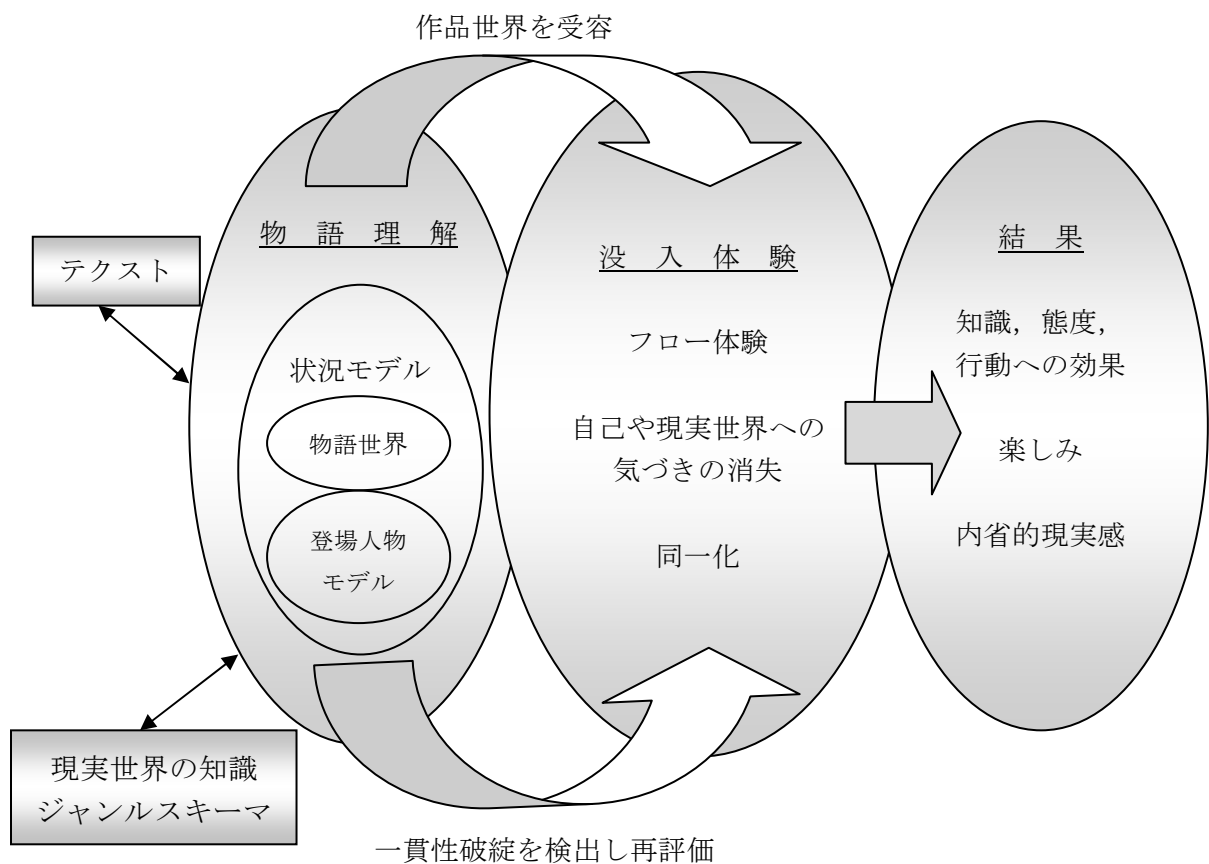 作品世界を受容
物語理解
没入体験
結果
テクスト
状況モデル
物語世界
登場人物
モデル
フロー体験
自己や現実世界への
気づきの消失
同一化
知識，態度，
行動への効果
楽しみ
内省的現実感
現実世界の知識
ジャンルスキーマ
一貫性破綻を検出し再評価